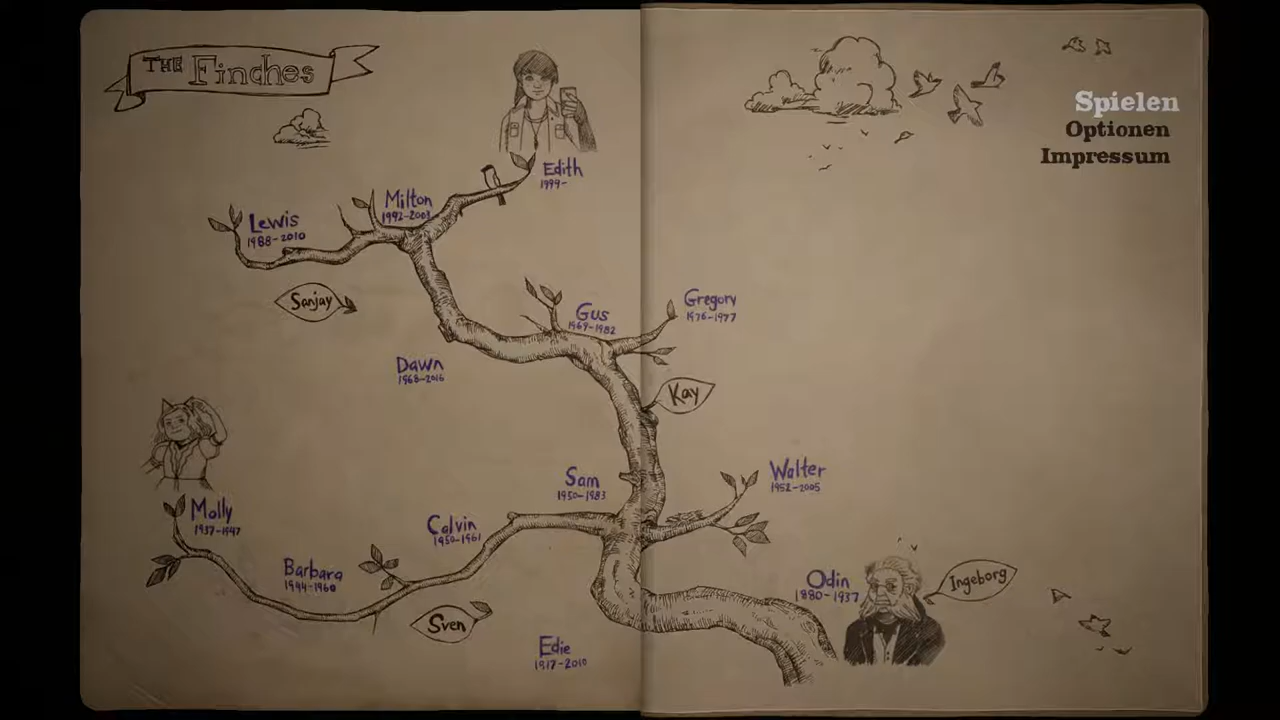 THE Finches
Spielen
Optionen
Impressum
Edith
1999-
Milton
1992-2003
Lewis
1988-2010
Sanjay
Gus
1969-1982
Gregory
1976-1977
Dawn
1968-2016
Kay
Sam
1950-1983
Walter
1952-2005
Molly
1937-1947
Calvin
1950-1961
Barbara
1944-1960
Sven
Odin
1880-1937
Ingeborg
Edie
1917-2010